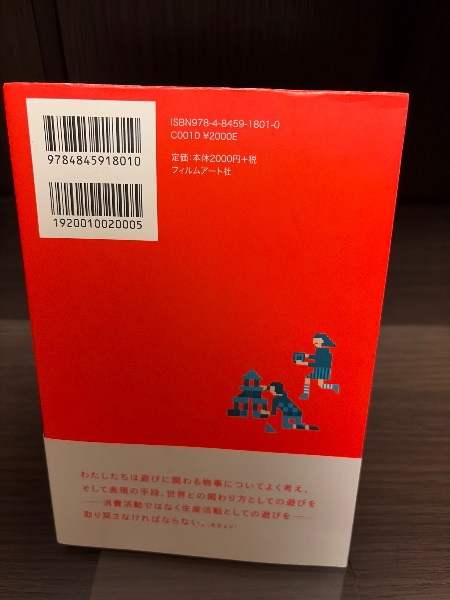 ISBN978-4-8459-1801-0
C0010 ¥2000E
定価：本体2000円+税
フィルムアート社
9784845918010
1920010020005
わたしたちは遊びに関わる物事についてよく考え、
そして表現の手段、世界との関わり方としての遊びを
──消費活動ではなく生産活動としての遊びを──
取り戻さなければならない。（本文より）